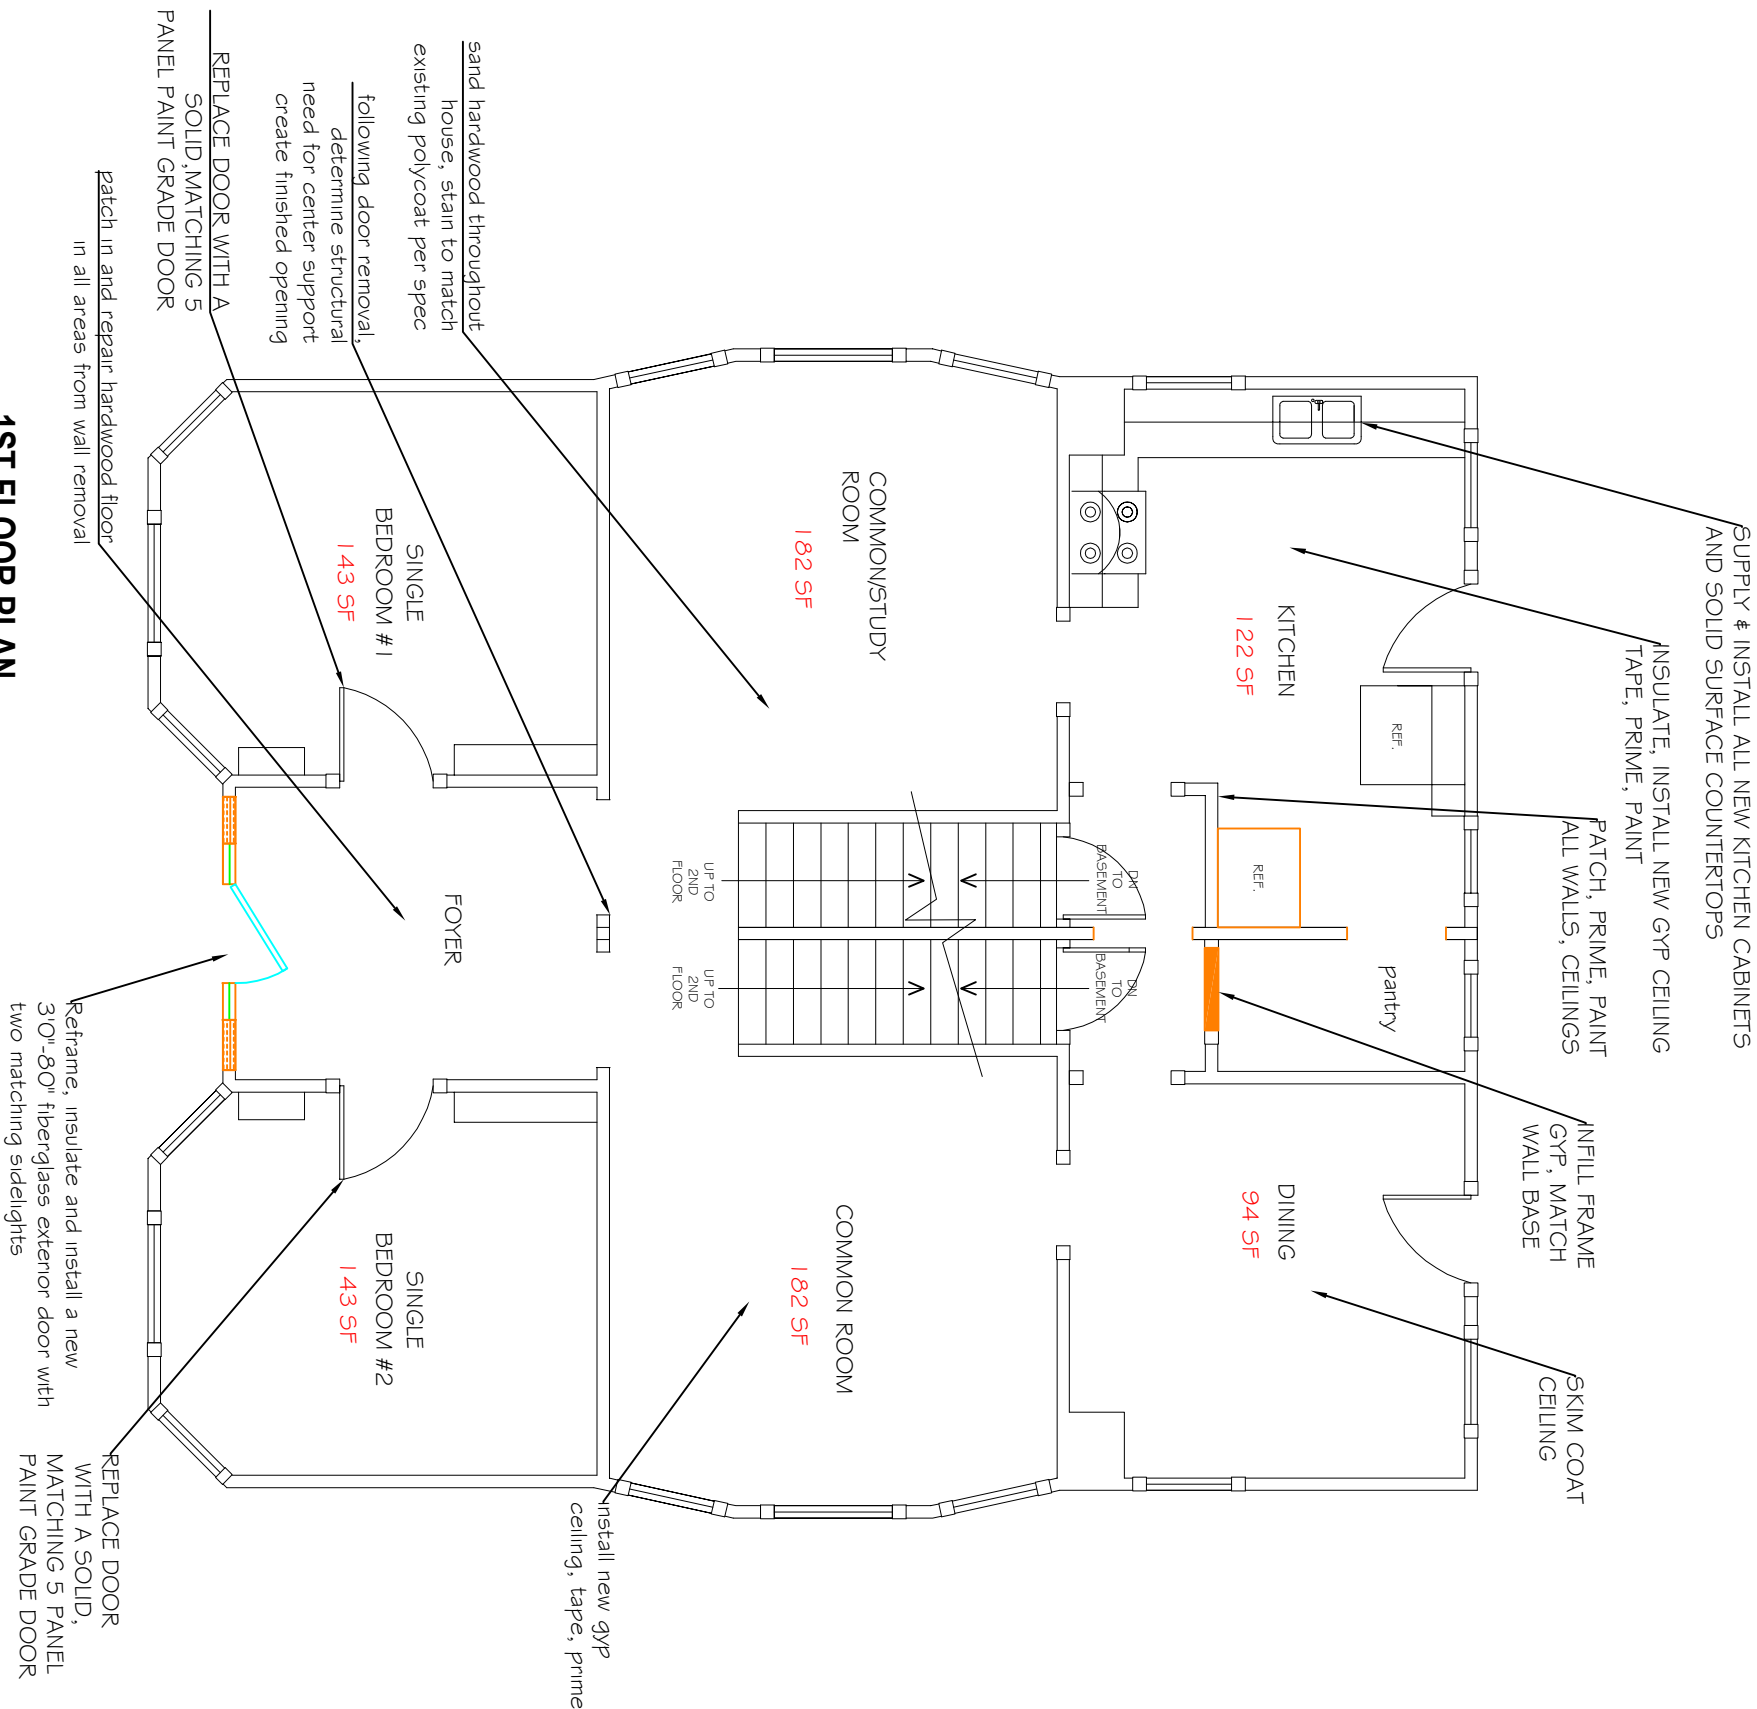 SUPPLY & INSTALL ALL NEW KITCHEN CABINETS
AND SOLID SURFACE COUNTERTOPS
INSULATE, INSTALL NEW GYP CEILING
TAPE, PRIME, PAINT
PATCH, PRIME, PAINT
ALL WALLS, CEILINGS
INFILL FRAME
GYP, MATCH
WALL BASE
SKIM COAT
CEILING
REF.
pantry
KITCHEN
122 SF
REF.
DINING
94 SF
DN
TO
BASEMENT
DN
TO
BASEMENT
COMMON/STUDY
ROOM
182 SF
UP TO
2ND
FLOOR
UP TO
2ND
FLOOR
COMMON ROOM
182 SF
install new gyp
ceiling, tape, prime
sand hardwood throughout
house, stain to match
existing polycoat per spec
following door removal,
determine structural
need for center support
create finished opening
REPLACE DOOR WITH A
SOLID,MATCHING 5
PANEL PAINT GRADE DOOR
patch in and repair hardwood floor
in all areas from wall removal
SINGLE
BEDROOM #1
143 SF
FOYER
SINGLE
BEDROOM #2
143 SF
Reframe, insulate and install a new
3'0"-80" fiberglass exterior door with
two matching sidelights
REPLACE DOOR
WITH A SOLID,
MATCHING 5 PANEL
PAINT GRADE DOOR
1ST FLOOR PLAN